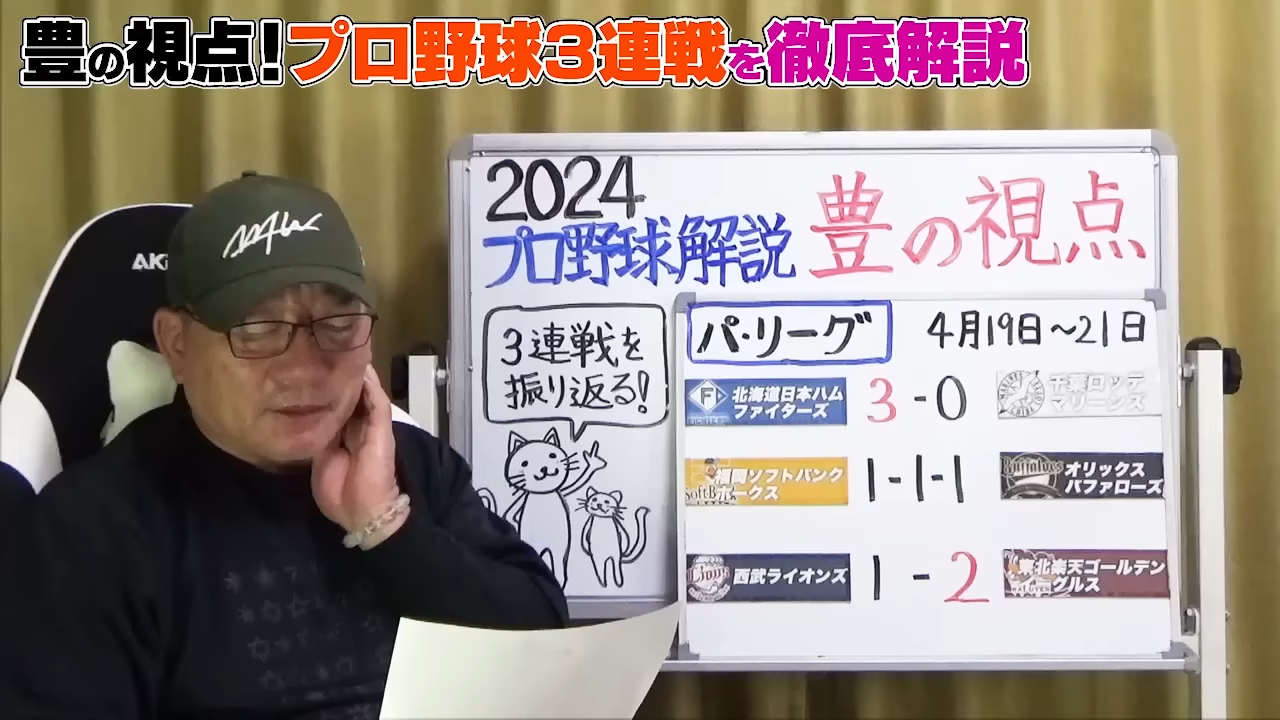 豊の視点!プロ野球3連戦を徹底解説
2024
プロ野球解説 豊の視点
3連戦を
振り返る!
パ・リーグ 4月19日~21日
北海道日本ハム
ファイターズ
FIGHTERS
3-0
千葉ロッテ
マリーンズ
福岡ソフトバンク
ホークス
SoftB
1-1-1
Buffaloes
オリックス
バファローズ
Lions
西武ライオンズ
1-2
東北楽天ゴールデン
グルス
AK